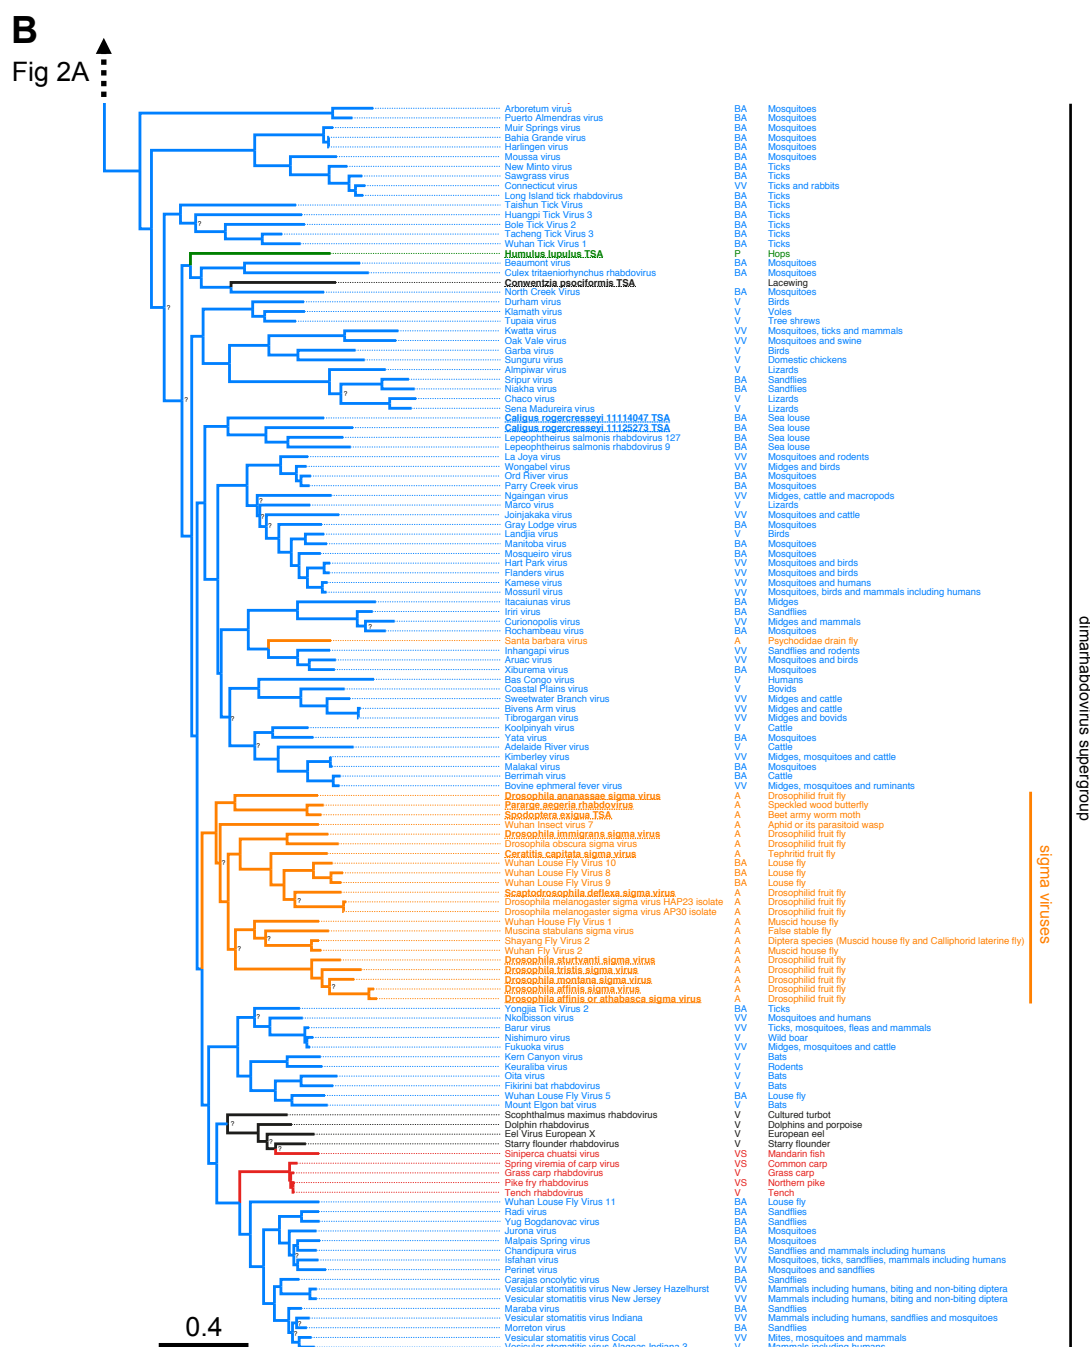 B
Fig 2A
Arboretum virus BA Mosquitoes
Puerto Almendras virus BA Mosquitoes
Muir Springs virus BA Mosquitoes
Bahia Grande virus BA Mosquitoes
Harlingen virus BA Mosquitoes
Moussa virus BA Mosquitoes
New Minto virus BA Ticks
Sawgrass virus BA Ticks
Connecticut virus VV Ticks and rabbits
Long Island tick rhabdovirus BA Ticks
Taishun Tick Virus BA Ticks
Huangpi Tick Virus 3 BA Ticks
Bole Tick Virus 2 BA Ticks
Tacheng Tick Virus 3 BA Ticks
Wuhan Tick Virus 1 BA Ticks
Humulus lupulus TSA P Hops
Beaumont virus BA Mosquitoes
Culex tritaeniorhynchus rhabdovirus BA Mosquitoes
Conwentzia psociformis TSA Lacewing
North Creek Virus BA Mosquitoes
Durham virus V Birds
Klamath virus V Voles
Tupaia virus V Tree shrews
Kwatta virus VV Mosquitoes, ticks and mammals
Oak Vale virus VV Mosquitoes and swine
Garba virus V Birds
Sunguru virus V Domestic chickens
Almpiwar virus V Lizards
Sripur virus BA Sandflies
Niakha virus BA Sandflies
Chaco virus V Lizards
Sena Madureira virus V Lizards
Caligus rogercresseyi 11114047 TSA BA Sea louse
Caligus rogercresseyi 11125273 TSA BA Sea louse
Lepeophtheirus salmonis rhabdovirus 127 BA Sea louse
Lepeophtheirus salmonis rhabdovirus 9 BA Sea louse
La Joya virus VV Mosquitoes and rodents
Wongabel virus VV Midges and birds
Ord River virus BA Mosquitoes
Parry Creek virus BA Mosquitoes
Ngaingan virus VV Midges, cattle and macropods
Marco virus V Lizards
Joinjakaka virus VV Mosquitoes and cattle
Gray Lodge virus BA Mosquitoes
Landjia virus V Birds
Manitoba virus BA Mosquitoes
Mosqueiro virus BA Mosquitoes
Hart Park virus VV Mosquitoes and birds
Flanders virus VV Mosquitoes and birds
Kamese virus VV Mosquitoes and humans
Mossuril virus VV Mosquitoes, birds and mammals including humans
Itacaiunas virus BA Midges
Iriri virus BA Sandflies
Curionopolis virus VV Midges and mammals
Rochambeau virus BA Mosquitoes
Santa barbara virus A Psychodidae drain fly
Inhangapi virus VV Sandflies and rodents
Aruac virus VV Mosquitoes and birds
Xiburema virus BA Mosquitoes
Bas Congo virus V Humans
Coastal Plains virus V Bovids
Sweetwater Branch virus VV Midges and cattle
Bivens Arm virus VV Midges and cattle
Tibrogargan virus VV Midges and bovids
Koolpinyah virus V Cattle
Yata virus BA Mosquitoes
Adelaide River virus V Cattle
Kimberley virus VV Midges, mosquitoes and cattle
Malakal virus BA Mosquitoes
Berrimah virus BA Cattle
Bovine ephmeral fever virus VV Midges, mosquitoes and ruminants
Drosophila ananassae sigma virus A Drosophilid fruit fly
Pararge aegeria rhabdovirus A Speckled wood butterfly
Spodoptera exigua TSA A Beet army worm moth
Wuhan Insect virus 7 A Aphid or its parasitoid wasp
Drosophila immigrans sigma virus A Drosophilid fruit fly
Drosophila obscura sigma virus A Drosophilid fruit fly
Ceratitis capitata sigma virus A Tephritid fruit fly
Wuhan Louse Fly Virus 10 BA Louse fly
Wuhan Louse Fly Virus 8 BA Louse fly
Wuhan Louse Fly Virus 9 BA Louse fly
Scaptodrosophila deflexa sigma virus A Drosophilid fruit fly
Drosophila melanogaster sigma virus HAP23 isolate A Drosophilid fruit fly
Drosophila melanogaster sigma virus AP30 isolate A Drosophilid fruit fly
Wuhan House Fly Virus 1 A Muscid house fly
Muscina stabulans sigma virus A False stable fly
Shayang Fly Virus 2 A Diptera species (Muscid house fly and Calliphorid laterine fly)
Wuhan Fly Virus 2 A Muscid house fly
Drosophila sturtvanti sigma virus A Drosophilid fruit fly
Drosophila tristis sigma virus A Drosophilid fruit fly
Drosophila montana sigma virus A Drosophilid fruit fly
Drosophila affinis sigma virus A Drosophilid fruit fly
Drosophila affinis or athabasca sigma virus A Drosophilid fruit fly
Yongjia Tick Virus 2 BA Ticks
Nkolbisson virus VV Mosquitoes and humans
Barur virus VV Ticks, mosquitoes, fleas and mammals
Nishimuro virus V Wild boar
Fukuoka virus VV Midges, mosquitoes and cattle
Kern Canyon virus V Bats
Keuraliba virus V Rodents
Oita virus V Bats
Fikirini bat rhabdovirus V Bats
Wuhan Louse Fly Virus 5 BA Louse fly
Mount Elgon bat virus V Bats
Scophthalmus maximus rhabdovirus V Cultured turbot
Dolphin rhabdovirus V Dolphins and porpoise
Eel Virus European X V European eel
Starry flounder rhabdovirus V Starry flounder
Siniperca chuatsi virus VS Mandarin fish
Spring viremia of carp virus VS Common carp
Grass carp rhabdovirus V Grass carp
Pike fry rhabdovirus VS Northern pike
Tench rhabdovirus V Tench
Wuhan Louse Fly Virus 11 BA Louse fly
Radi virus BA Sandflies
Yug Bogdanovac virus BA Sandflies
Jurona virus BA Mosquitoes
Malpais Spring virus BA Mosquitoes
Chandipura virus VV Sandflies and mammals including humans
Isfahan virus VV Mosquitoes, ticks, sandflies, mammals including humans
Perinet virus BA Mosquitoes and sandflies
Carajas oncolytic virus BA Sandflies
Vesicular stomatitis virus New Jersey Hazelhurst VV Mammals including humans, biting and non-biting diptera
Vesicular stomatitis virus New Jersey VV Mammals including humans, biting and non-biting diptera
Maraba virus BA Sandflies
Vesicular stomatitis virus Indiana VV Mammals including humans, sandflies and mosquitoes
Morreton virus BA Sandflies
Vesicular stomatitis virus Cocal VV Mites, mosquitoes and mammals
Vesicular stomatitis virus Alagoas Indiana 3 V Mammals including humans
sigma viruses
dimarhabdovirus supergroup
0.4